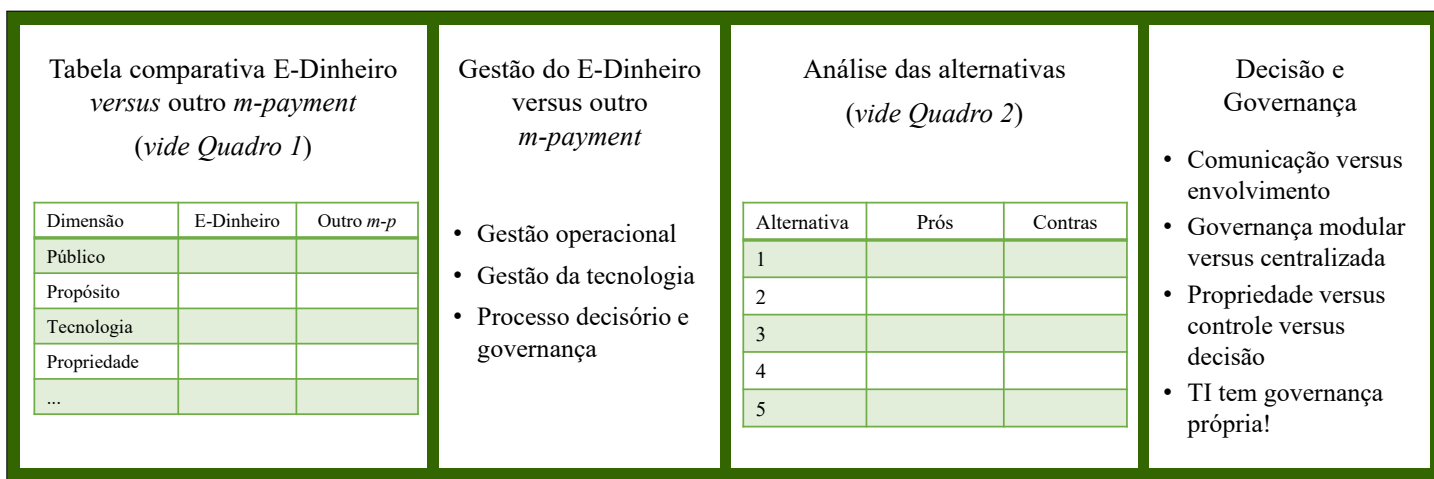 Tabela comparativa E-Dinheiro
versus outro m-payment
(vide Quadro 1)
Dimensão E-Dinheiro Outro m-p
Público
Propósito
Tecnologia
Propriedade
...
Gestão do E-Dinheiro
versus outro
m-payment
• Gestão operacional
• Gestão da tecnologia
• Processo decisório e
governança
Análise das alternativas
(vide Quadro 2)
Alternativa Prós Contras
1
2
3
4
5
Decisão e
Governança
• Comunicação versus
envolvimento
• Governança modular
versus centralizada
• Propriedade versus
controle versus
decisão
• TI tem governança
própria!